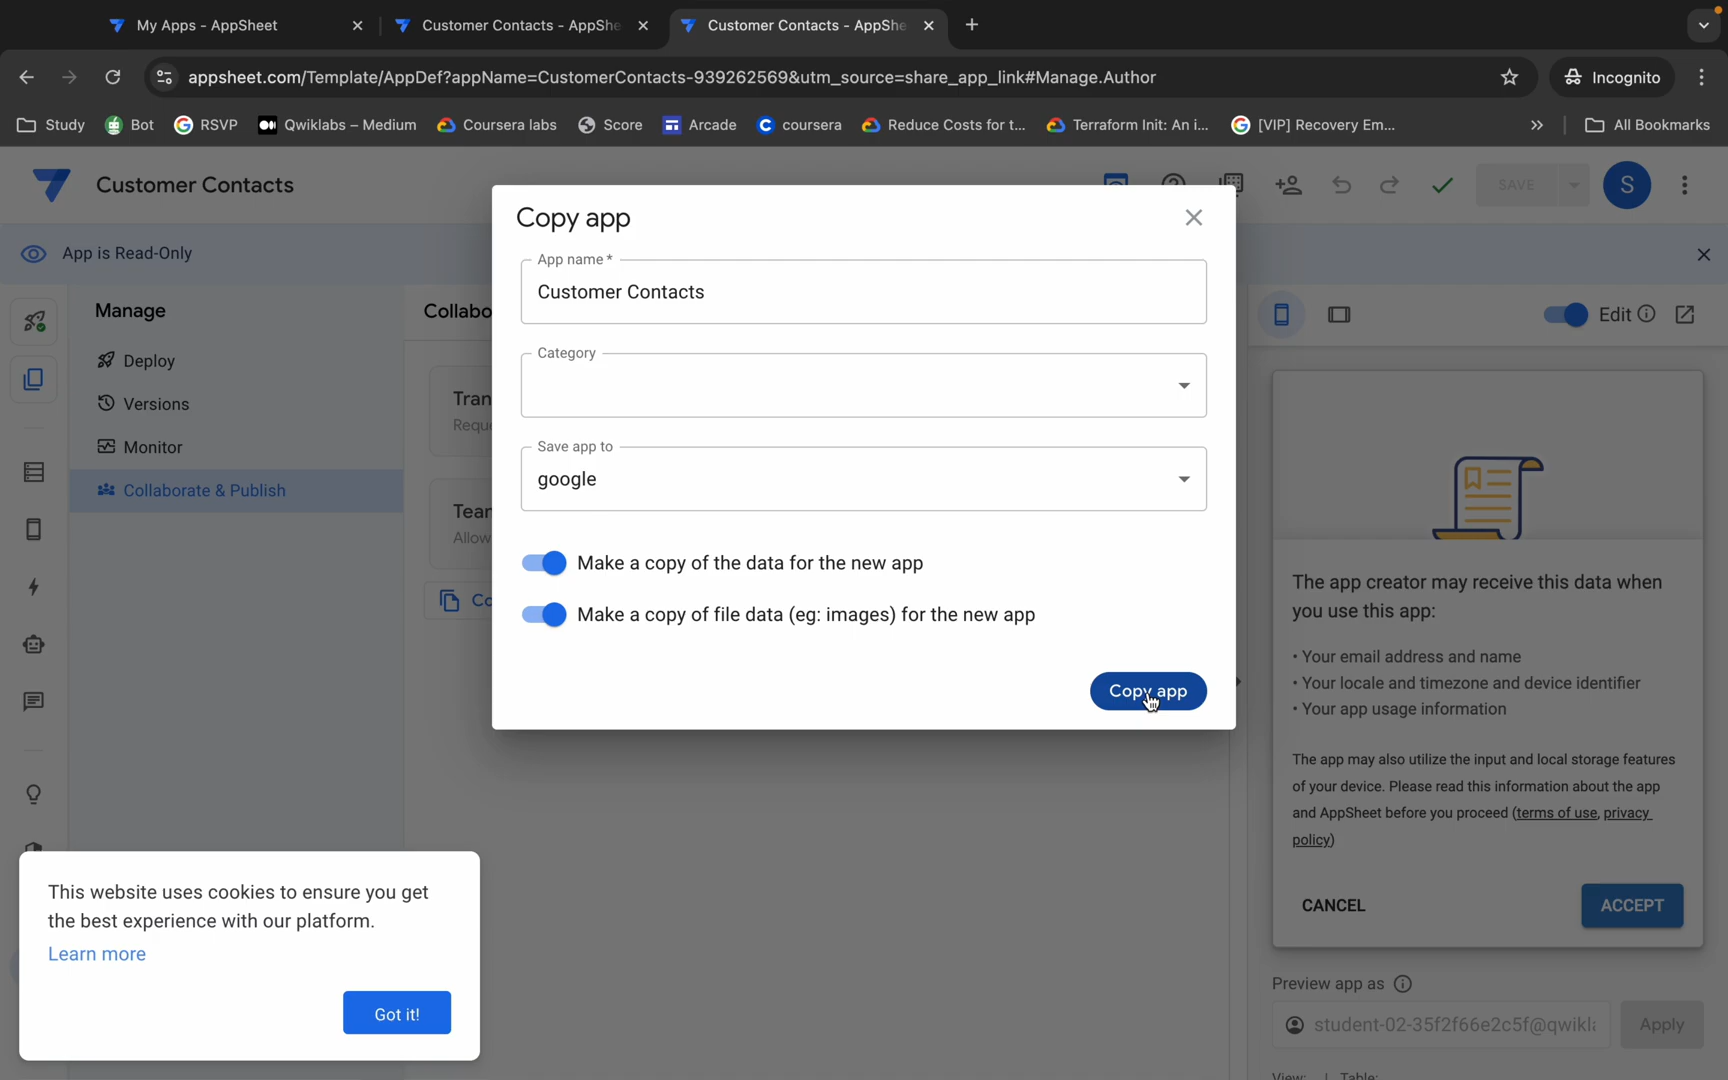 My Apps - AppSheet
Customer Contacts - AppShe
Customer Contacts - AppShe
appsheet.com/Template/AppDef?appName=CustomerContacts-939262569&utm_source=share_app_link#Manage.Author
Incognito
Study
Bot
RSVP
Qwiklabs – Medium
Coursera labs
Score
Arcade
coursera
Reduce Costs for t...
Terraform Init: An i...
[VIP] Recovery Em...
All Bookmarks
Customer Contacts
SAVE
S
App is Read-Only
Manage
Deploy
Versions
Monitor
Collaborate & Publish
Collabo
Tran
Requ
Tear
Allow
Co
Copy app
App name *
Customer Contacts
Category
Save app to
google
Make a copy of the data for the new app
Make a copy of file data (eg: images) for the new app
Copy app
Edit
The app creator may receive this data when
you use this app:
• Your email address and name
• Your locale and timezone and device identifier
• Your app usage information
The app may also utilize the input and local storage features
of your device. Please read this information about the app
and AppSheet before you proceed (terms of use, privacy
policy)
CANCEL
ACCEPT
Preview app as
student-02-35f2f66e2c5f@qwikla
Apply
View:
Table:
This website uses cookies to ensure you get
the best experience with our platform.
Learn more
Got it!